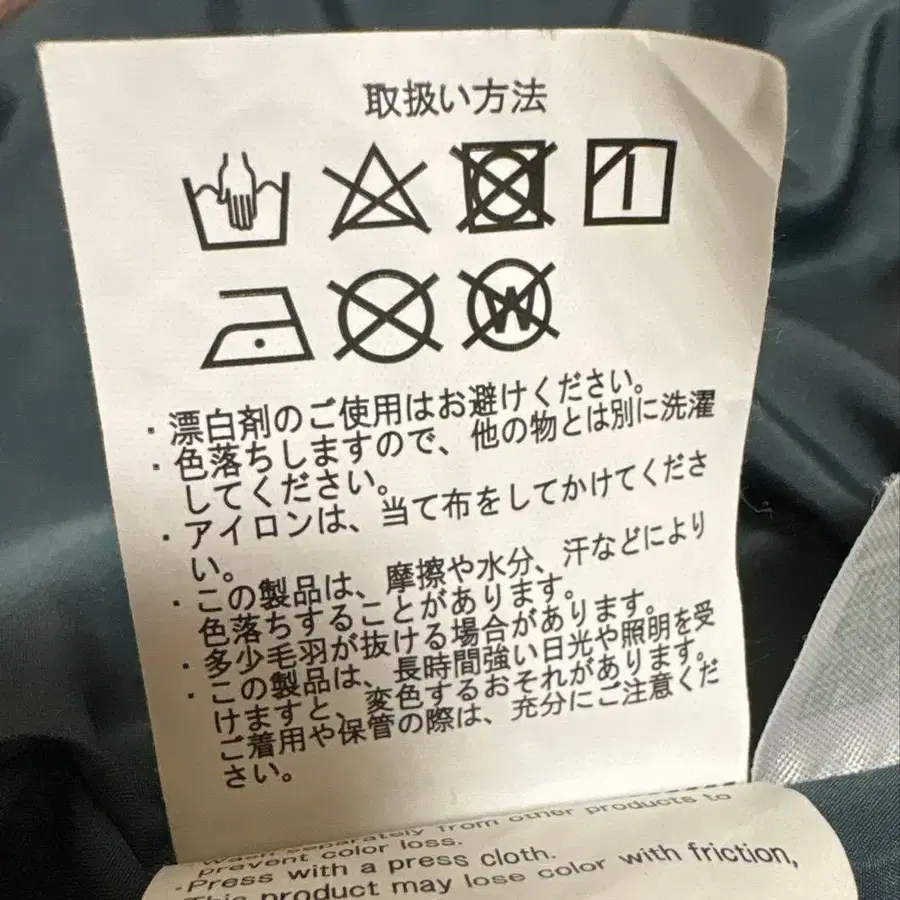 取扱い方法
W
・漂白剤のご使用はお避けください。
・色落ちしますので、他の物とは別に洗濯
してください。
・アイロンは、当て布をしてかけてくださ
い。
・この製品は、摩擦や水分、汗などにより
色落ちすることがあります。
・多少毛羽が抜ける場合があります。
・この製品は、長時間強い日光や照明を受
けますと、変色するおそれがあります。
ご着用や保管の際は、充分にご注意くだ
さい。
Wash separately from other products to
prevent color loss.
·Press with a press cloth.
·This product may lose color with friction,